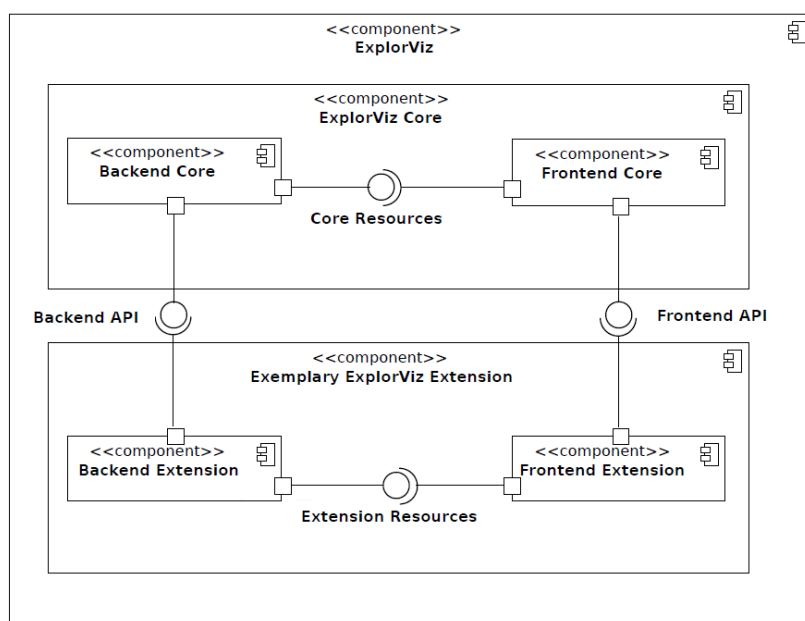 <<component>>
ExplorViz
<<component>>
ExplorViz Core
<<component>>
Backend Core
<<component>>
Frontend Core
Core Resources
Backend API
Frontend API
<<component>>
Exemplary ExplorViz Extension
<<component>>
Backend Extension
<<component>>
Frontend Extension
Extension Resources